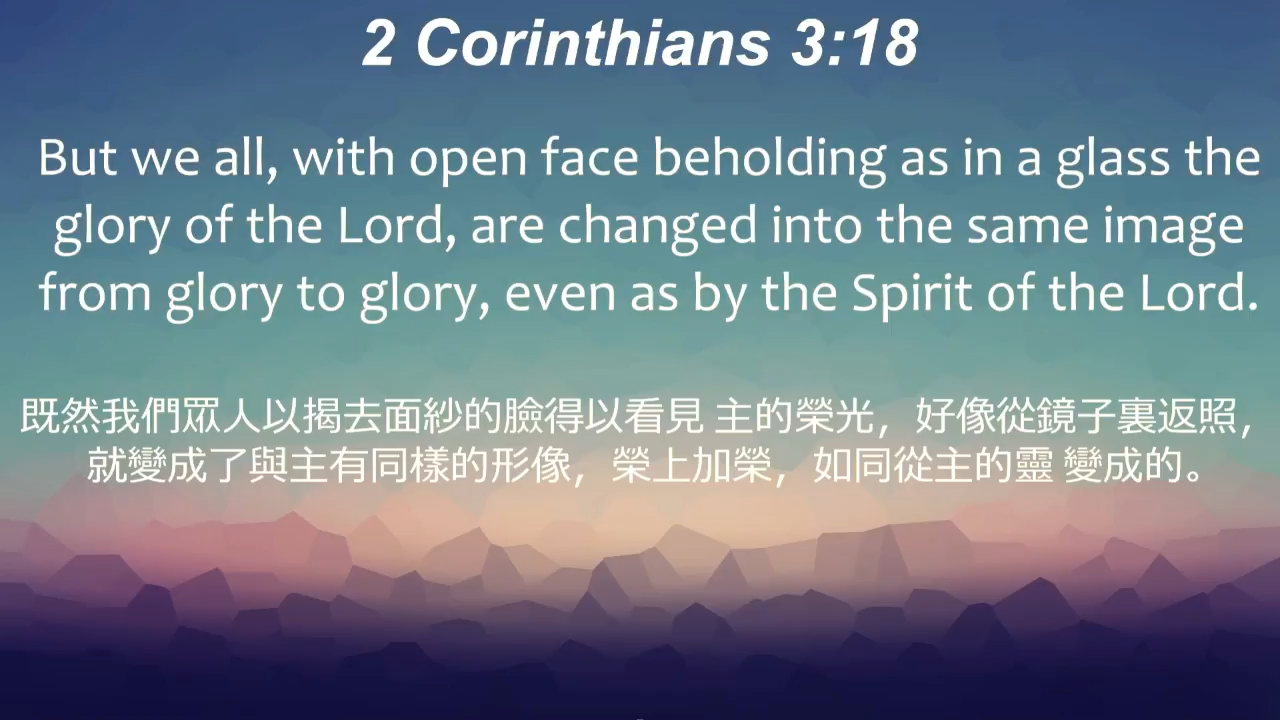 2 Corinthians 3:18
But we all, with open face beholding as in a glass the
glory of the Lord, are changed into the same image
from glory to glory, even as by the Spirit of the Lord.
既然我們眾人以揭去面紗的臉得以看見 主的榮光，好像從鏡子裏返照，
就變成了與主有同樣的形像，榮上加榮，如同從主的靈 變成的。